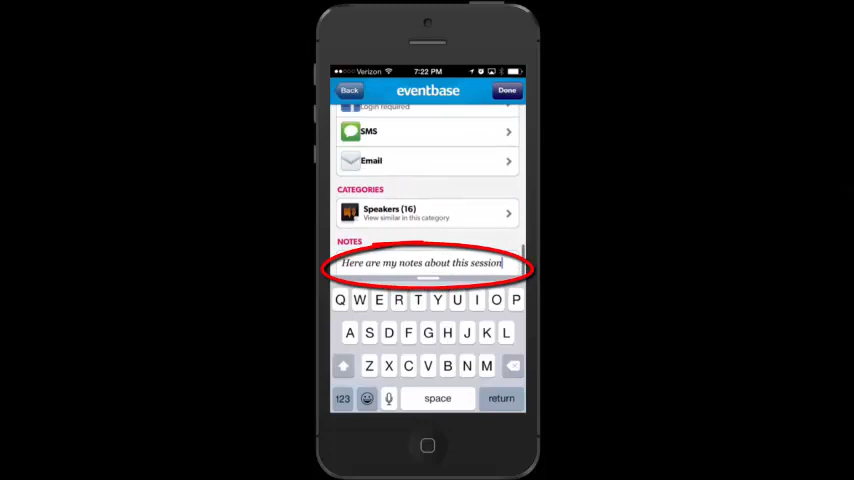 Verizon 7:22 PM
Back eventbase Done
Login required
SMS
Email
CATEGORIES
Speakers (16)
View similar in this category
NOTES
Here are my notes about this session
Q W E R T Y U I O P
A S D F G H J K L
Z X C V B N M
123 space return